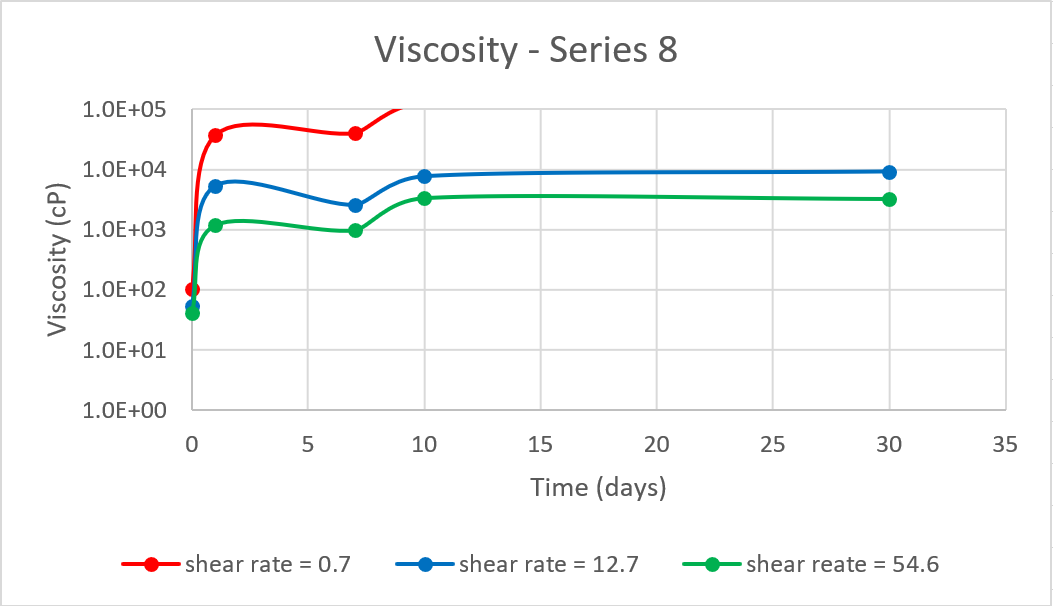 Viscosity - Series 8
1.0E+05
1.0E+04
1.0E+03
1.0E+02
1.0E+01
1.0E+00
Viscosity (cP)
0 5 10 15 20 25 30 35
Time (days)
shear rate = 0.7 shear rate = 12.7 shear reate = 54.6